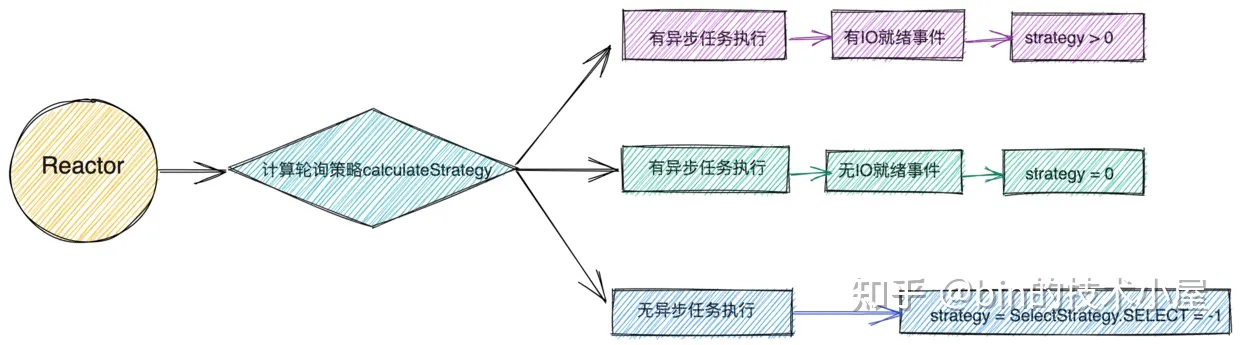 Reactor
计算轮询策略calculateStrategy
有异步任务执行
有IO就绪事件
strategy > 0
有异步任务执行
无IO就绪事件
strategy = 0
无异步任务执行
strategy = SelectStrategy.SELECT = -1
知乎 @bin的技术小屋